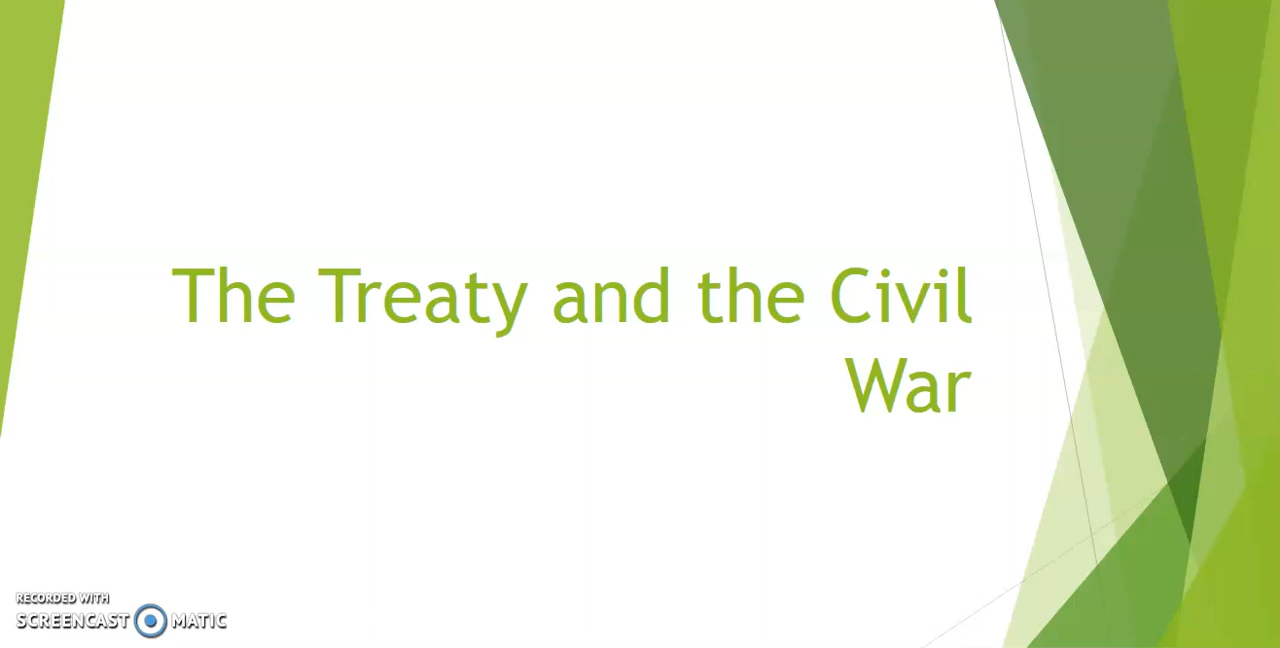 The Treaty and the Civil
War
RECORDED WITH
SCREENCAST MATIC